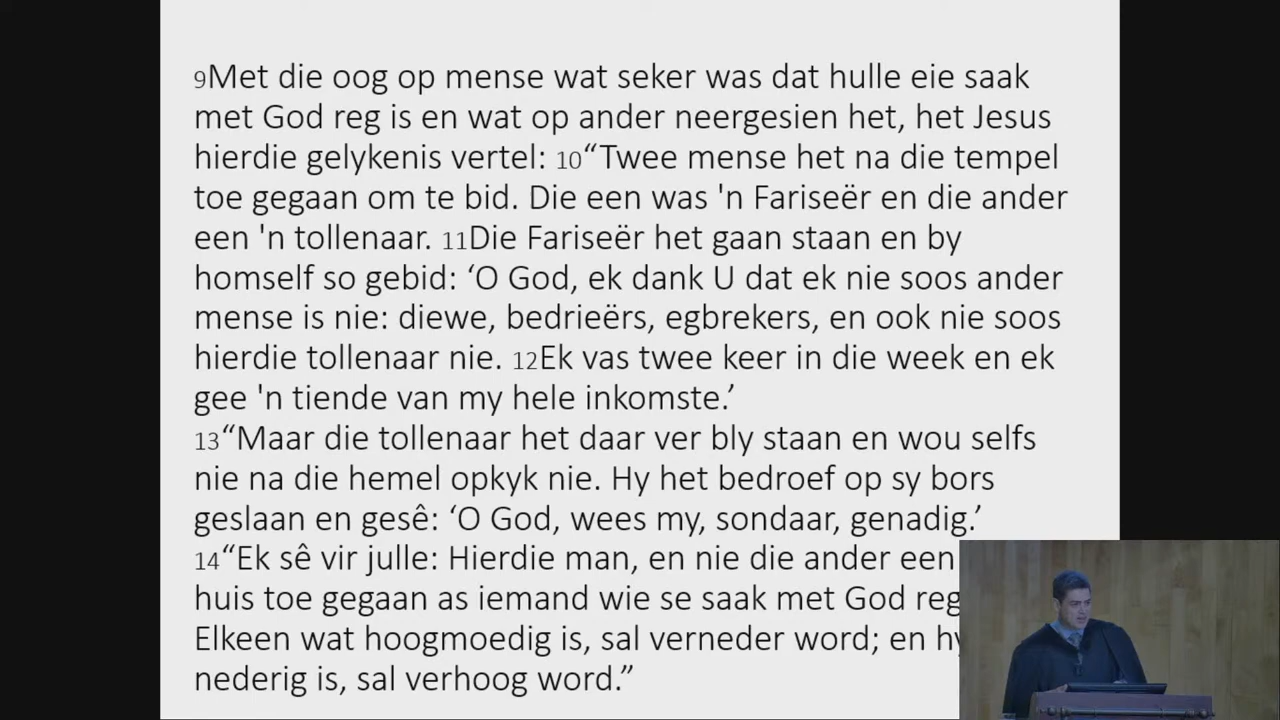 9Met die oog op mense wat seker was dat hulle eie saak
met God reg is en wat op ander neergesien het, het Jesus
hierdie gelykenis vertel: 10“Twee mense het na die tempel
toe gegaan om te bid. Die een was 'n Fariseër en die ander
een 'n tollenaar. 11Die Fariseër het gaan staan en by
homself so gebid: ‘O God, ek dank U dat ek nie soos ander
mense is nie: diewe, bedrieërs, egbrekers, en ook nie soos
hierdie tollenaar nie. 12Ek vas twee keer in die week en ek
gee 'n tiende van my hele inkomste.’
13“Maar die tollenaar het daar ver bly staan en wou selfs
nie na die hemel opkyk nie. Hy het bedroef op sy bors
geslaan en gesê: ‘O God, wees my, sondaar, genadig.’
14“Ek sê vir julle: Hierdie man, en nie die ander een
huis toe gegaan as iemand wie se saak met God reg
Elkeen wat hoogmoedig is, sal verneder word; en
nederig is, sal verhoog word.”